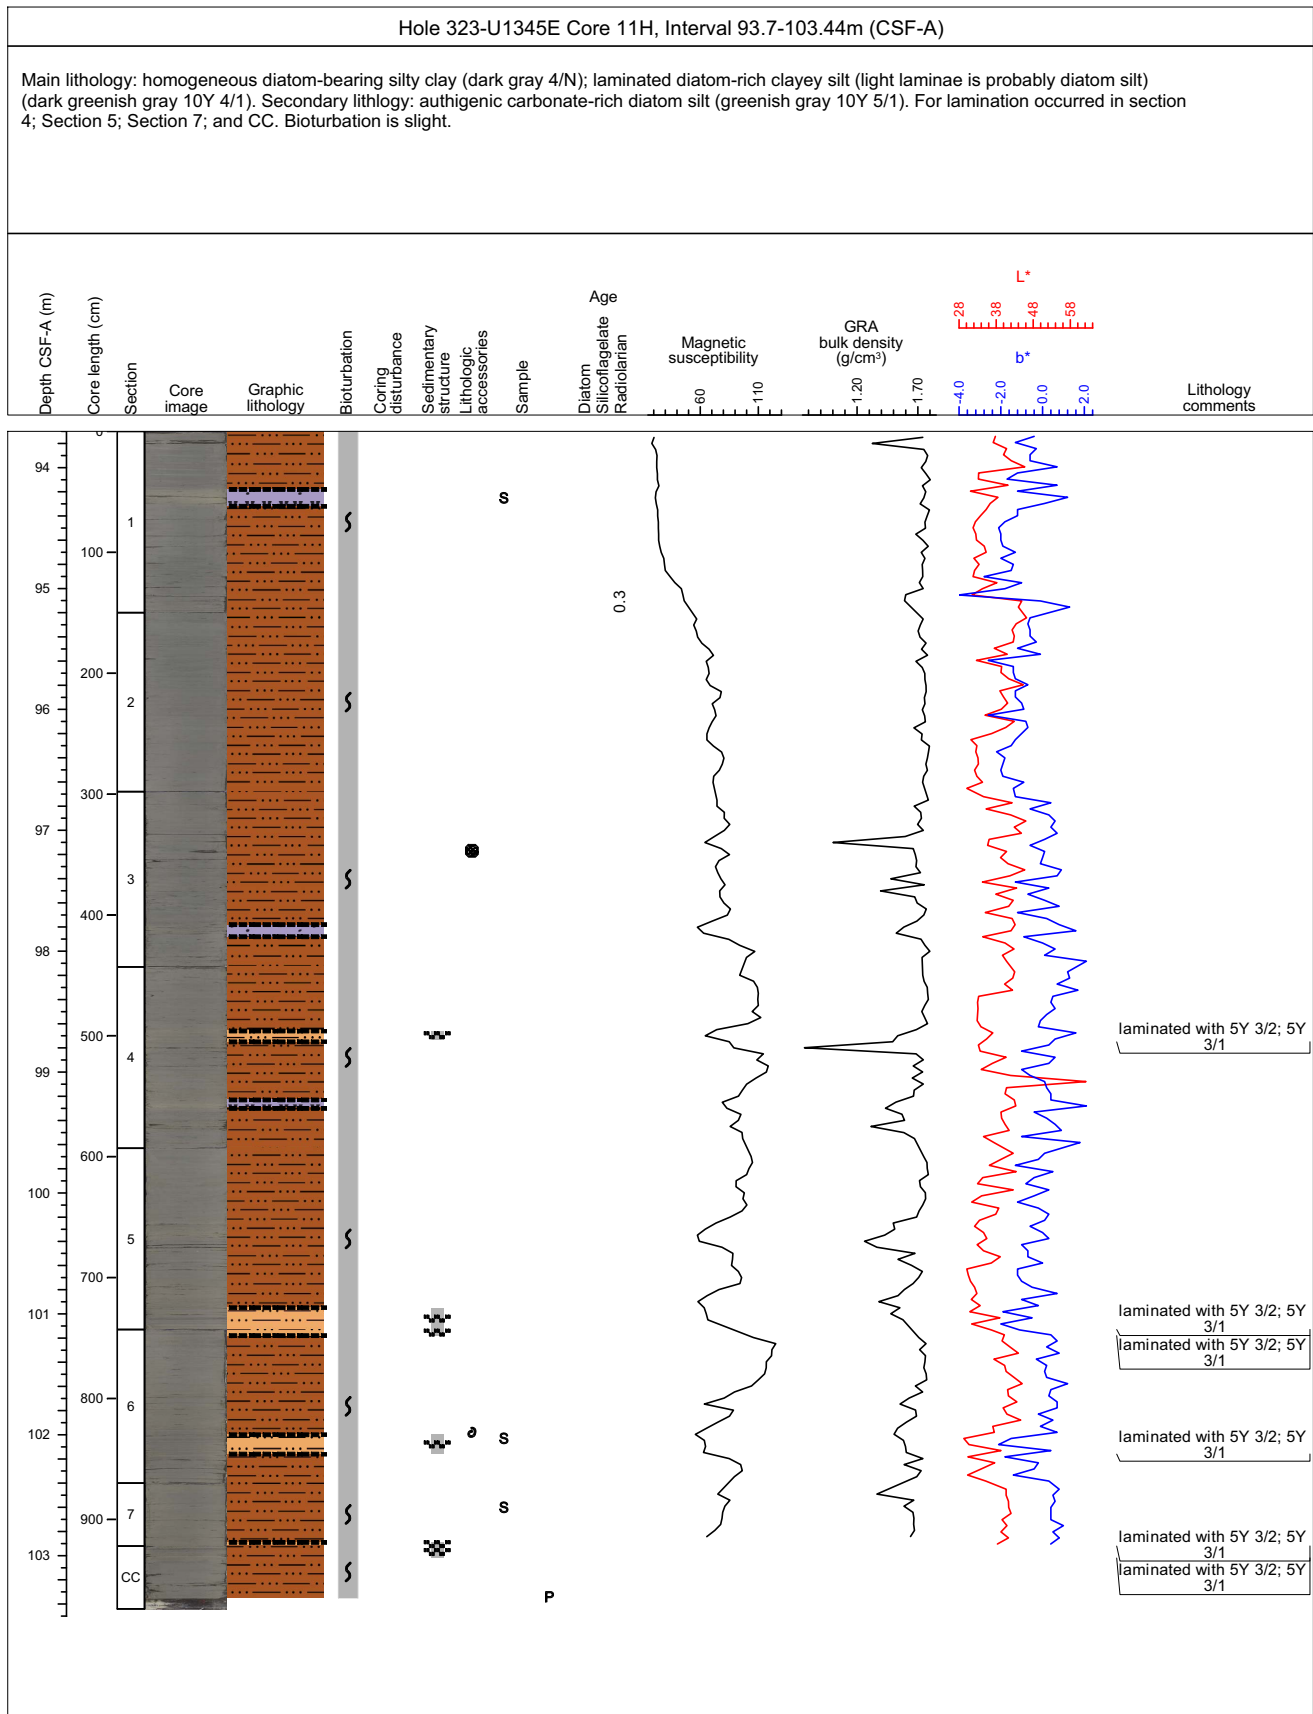 Hole 323-U1345E Core 11H, Interval 93.7-103.44m (CSF-A)
Main lithology: homogeneous diatom-bearing silty clay (dark gray 4/N); laminated diatom-rich clayey silt (light laminae is probably diatom silt)
(dark greenish gray 10Y 4/1). Secondary lithlogy: authigenic carbonate-rich diatom silt (greenish gray 10Y 5/1). For lamination occurred in section
4; Section 5; Section 7; and CC. Bioturbation is slight.
Depth CSF-A (m)
Core length (cm)
Section
Core
image
Graphic
lithology
Bioturbation
Coring
disturbance
Sedimentary
structure
Lithologic
accessories
Sample
Age
Diatom
Silicoflagelate
Radiolarian
Magnetic
susceptibility
60 110
GRA
bulk density
(g/cm³)
1.20 1.70
L*
28 38 48 58
b*
-4.0 -2.0 0.0 2.0
Lithology
comments
0
94
S
1
100
95
0.3
200
2
96
300
97
3
400
98
500
laminated with 5Y 3/2; 5Y
3/1
4
99
600
100
5
700
101
laminated with 5Y 3/2; 5Y
3/1
laminated with 5Y 3/2; 5Y
3/1
800
6
102
S
laminated with 5Y 3/2; 5Y
3/1
7
S
900
103
laminated with 5Y 3/2; 5Y
3/1
laminated with 5Y 3/2; 5Y
3/1
CC
P